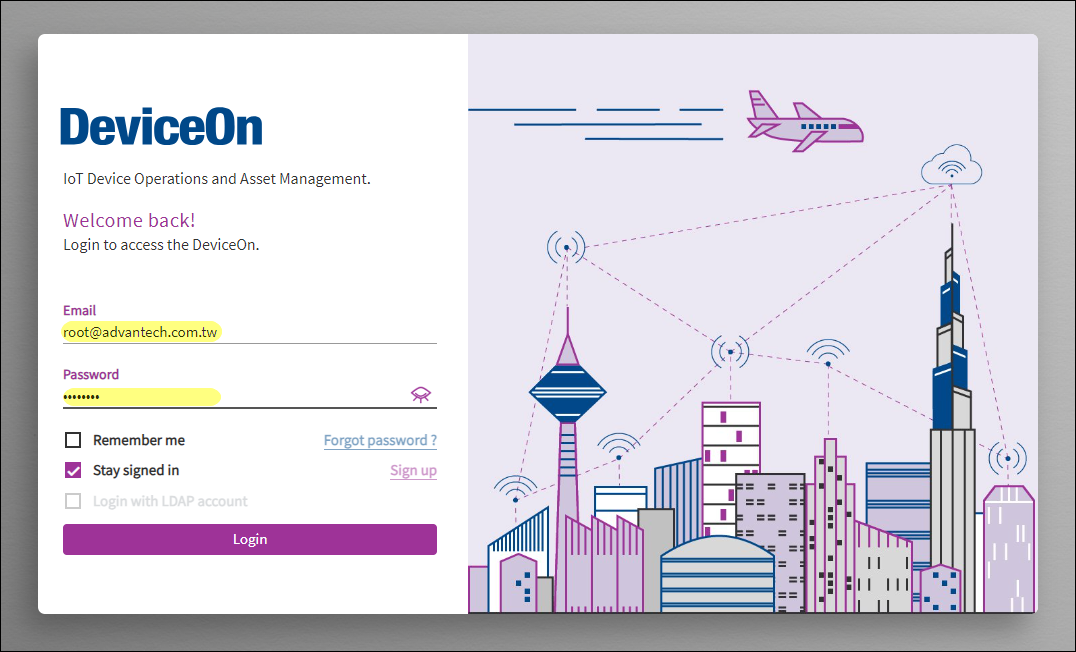 DeviceOn
IoT Device Operations and Asset Management.
Welcome back!
Login to access the DeviceOn.
Email
root@advantech.com.tw
Password
••••••••
Remember me
Forgot password ?
Stay signed in
Sign up
Login with LDAP account
Login